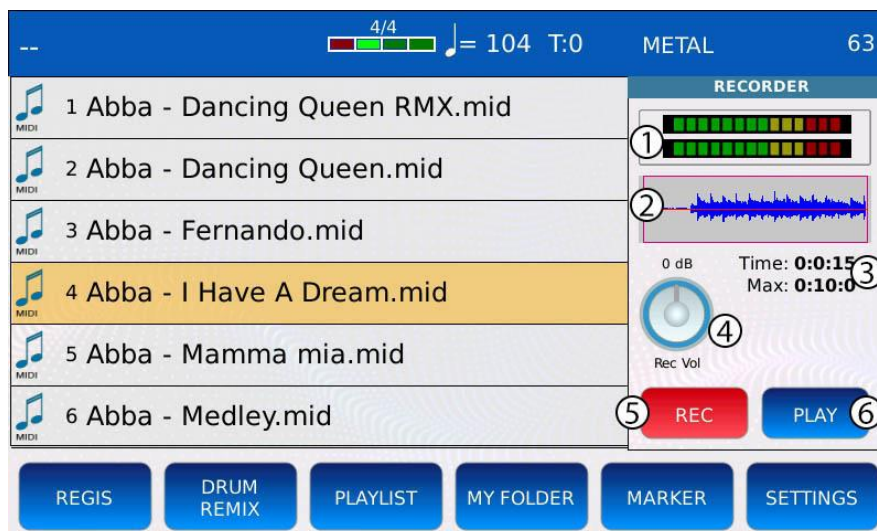 4/4
-- = 104 T:0 METAL 63
RECORDER
MIDI 1 Abba - Dancing Queen RMX.mid
1
MIDI 2 Abba - Dancing Queen.mid
2
MIDI 3 Abba - Fernando.mid
0 dB Time: 0:0:15
3
Max: 0:10:0
MIDI 4 Abba - I Have A Dream.mid
4
MIDI 5 Abba - Mamma mia.mid
Rec Vol
MIDI 6 Abba - Medley.mid
5 REC PLAY 6
REGIS DRUM REMIX PLAYLIST MY FOLDER MARKER SETTINGS